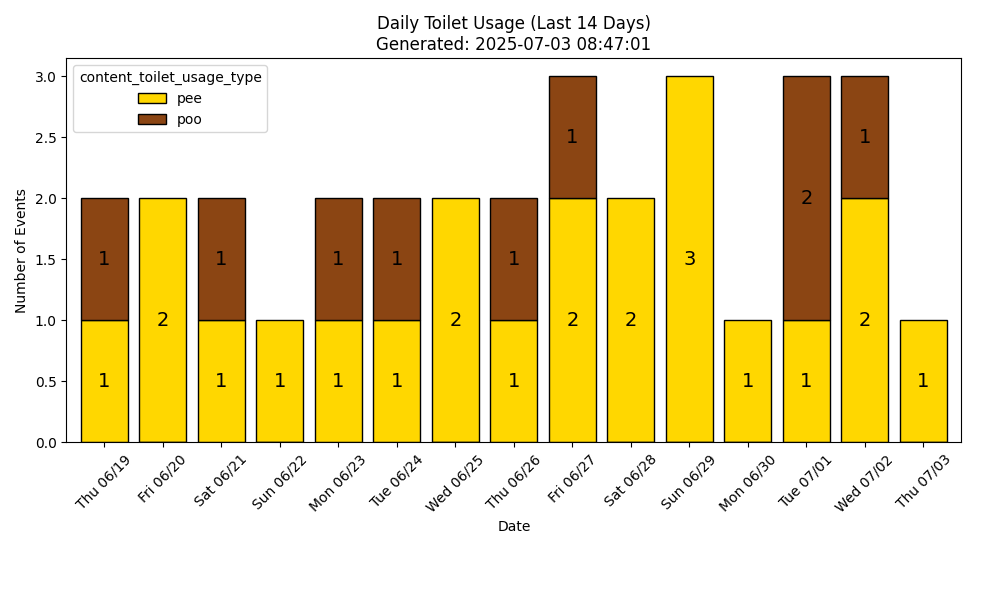 Daily Toilet Usage (Last 14 Days)
Generated: 2025-07-03 08:47:01
content_toilet_usage_type
pee
poo
Number of Events
3.0
2.5
2.0
1.5
1.0
0.5
0.0
1
1
2
1
1
1
1
1
1
1
2
1
1
1
2
2
3
1
2
1
1
2
1
Thu 06/19
Fri 06/20
Sat 06/21
Sun 06/22
Mon 06/23
Tue 06/24
Wed 06/25
Thu 06/26
Fri 06/27
Sat 06/28
Sun 06/29
Mon 06/30
Tue 07/01
Wed 07/02
Thu 07/03
Date